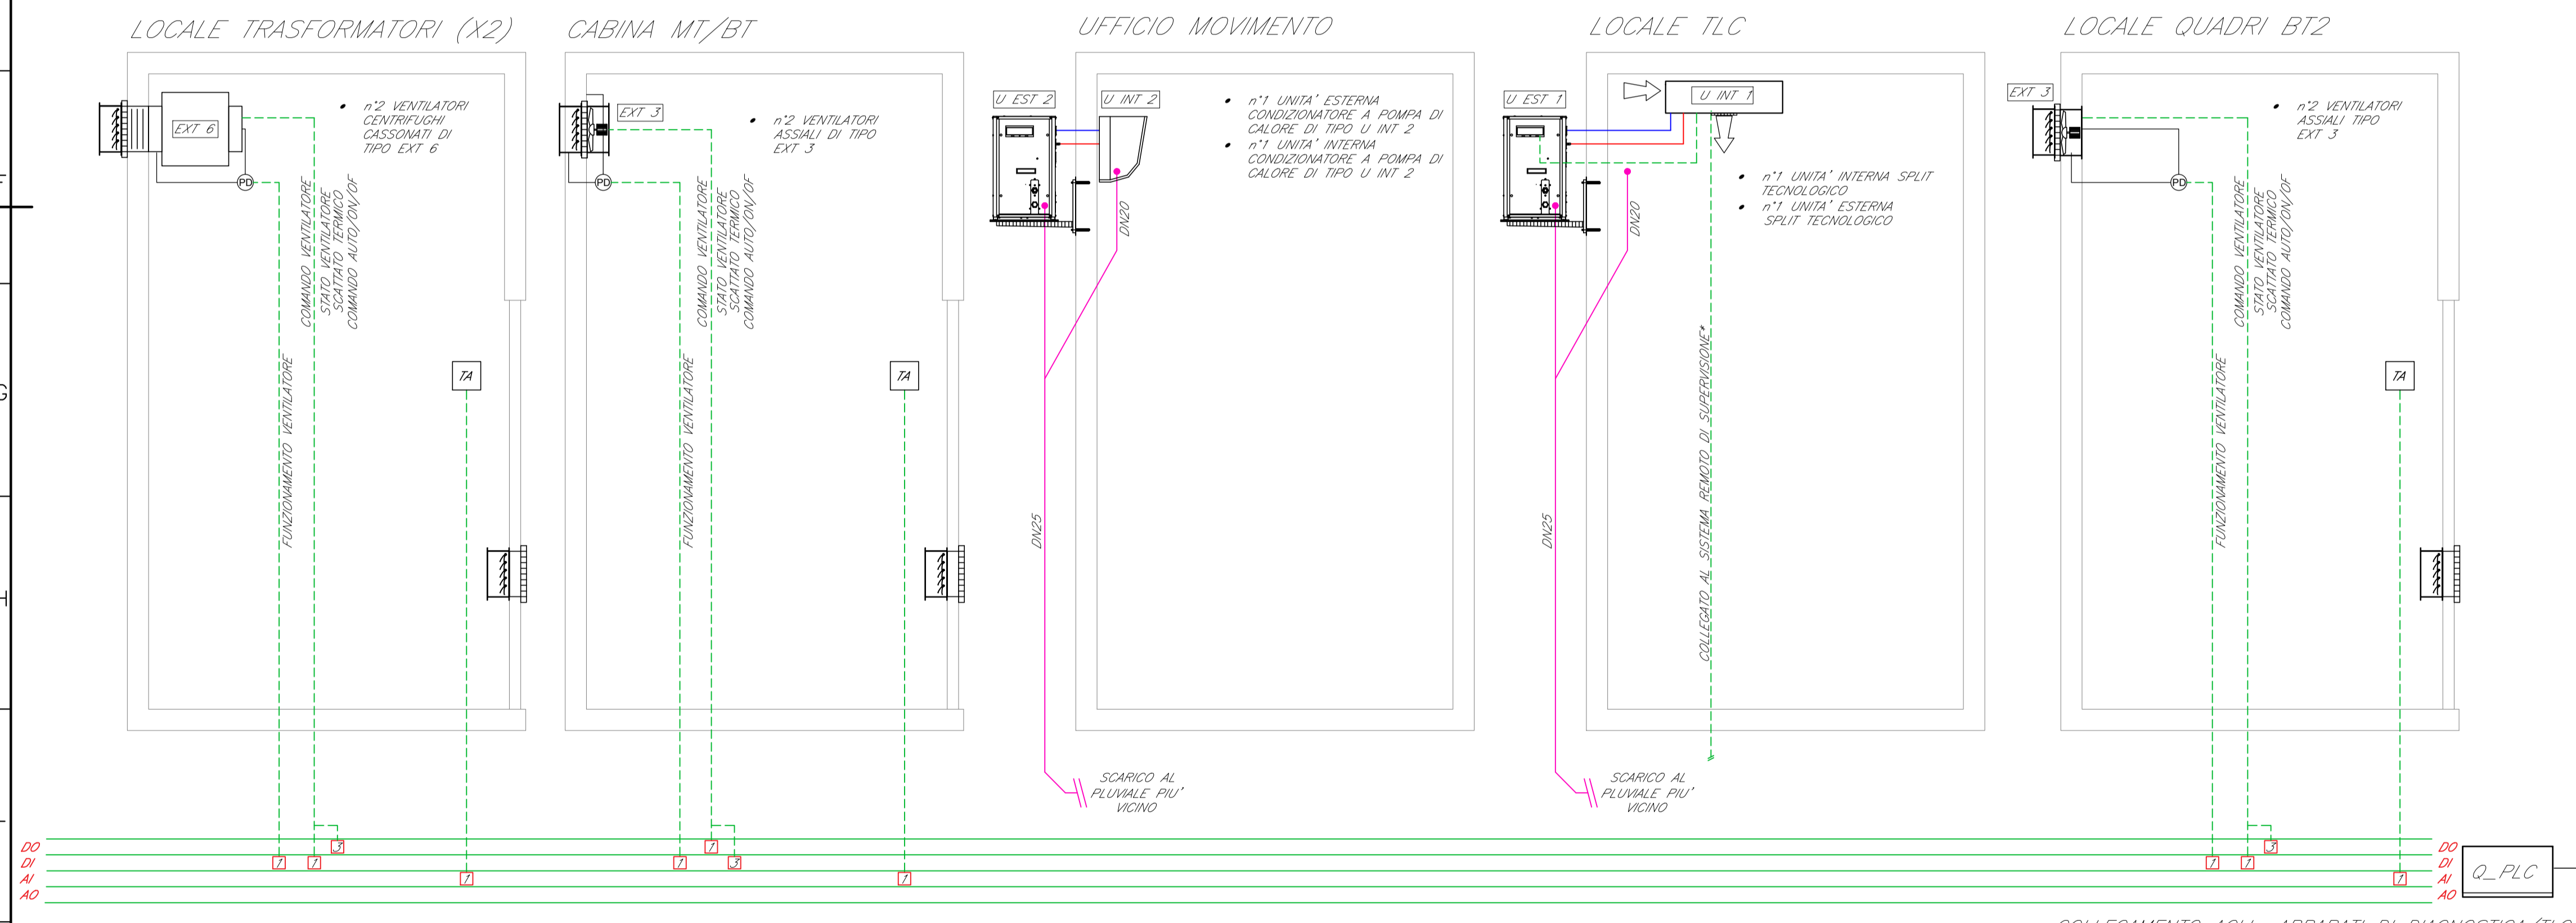 LOCALE TRASFORMATORI (X2)
EXT 6
• n°2 VENTILATORI
CENTRIFUGHI
CASSONATI DI
TIPO EXT 6
PD
COMANDO VENTILATORE
STATO VENTILATORE
SCATTATO TERMICO
COMANDO AUTO/ON/OF
FUNZIONAMENTO VENTILATORE
TA
CABINA MT/BT
EXT 3
• n°2 VENTILATORI
ASSIALI DI TIPO
EXT 3
PD
COMANDO VENTILATORE
STATO VENTILATORE
SCATTATO TERMICO
COMANDO AUTO/ON/OF
FUNZIONAMENTO VENTILATORE
TA
UFFICIO MOVIMENTO
U EST 2
U INT 2
• n°1 UNITA' ESTERNA
CONDIZIONATORE A POMPA DI
CALORE DI TIPO U INT 2
• n°1 UNITA' INTERNA
CONDIZIONATORE A POMPA DI
CALORE DI TIPO U INT 2
DN20
DN25
SCARICO AL
PLUVIALE PIU'
VICINO
LOCALE TLC
U EST 1
U INT 1
• n°1 UNITA' INTERNA SPLIT
TECNOLOGICO
• n°1 UNITA' ESTERNA
SPLIT TECNOLOGICO
DN20
DN25
COLLEGATO AL SISTEMA REMOTO DI SUPERVISIONE*
SCARICO AL
PLUVIALE PIU'
VICINO
LOCALE QUADRI BT2
EXT 3
• n°2 VENTILATORI
ASSIALI TIPO
EXT 3
PD
COMANDO VENTILATORE
STATO VENTILATORE
SCATTATO TERMICO
COMANDO AUTO/ON/OF
FUNZIONAMENTO VENTILATORE
TA
DO 3 1 3 DO
DI 1 1 1 3 1 1 DI
AI 1 1 1 AI
AO AO
Q_PLC